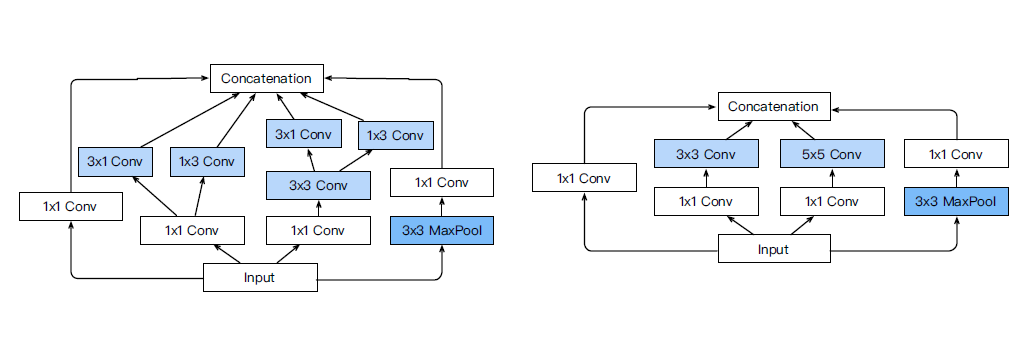 Concatenation
3x1 Conv
1x3 Conv
3x1 Conv
1x3 Conv
3x3 Conv
1x1 Conv
1x1 Conv
1x1 Conv
1x1 Conv
3x3 MaxPool
Input
Concatenation
3x3 Conv
5x5 Conv
1x1 Conv
1x1 Conv
1x1 Conv
1x1 Conv
3x3 MaxPool
Input